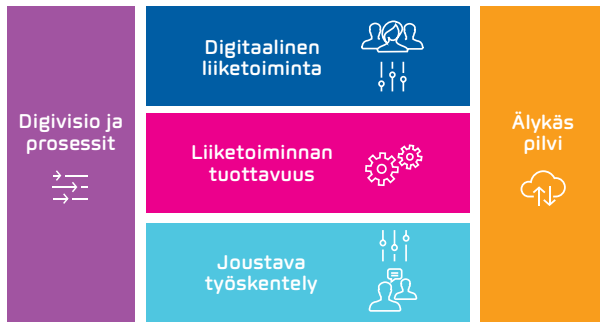 Digivisio ja
prosessit
Digitaalinen
liiketoiminta
Liiketoiminnan
tuottavuus
Joustava
työskentely
Älykäs
pilvi